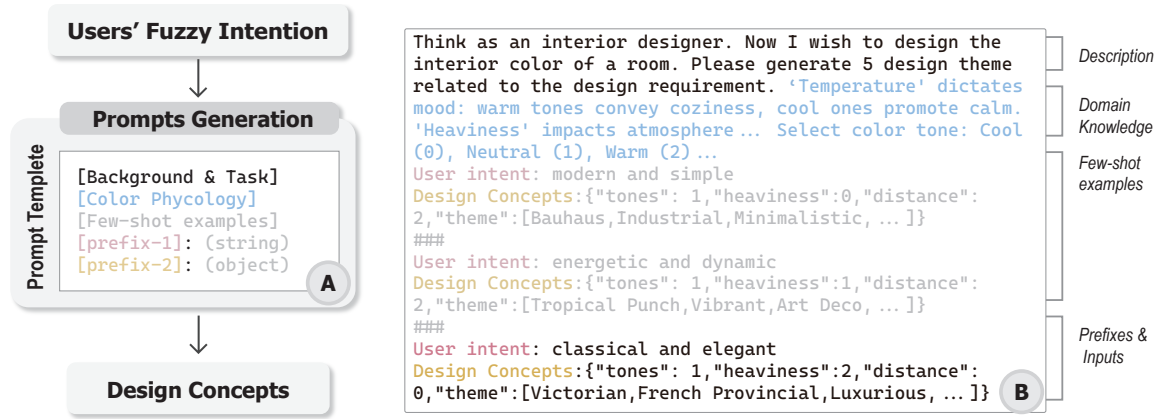 Users' Fuzzy Intention
Prompts Generation
Prompt Templete
[Background & Task]
[Color Phycology]
[Few-shot examples]
[prefix-1]: (string)
[prefix-2]: (object)
A
Design Concepts
Think as an interior designer. Now I wish to design the
interior color of a room. Please generate 5 design theme
related to the design requirement. ‘Temperature' dictates
mood: warm tones convey coziness, cool ones promote calm.
'Heaviness' impacts atmosphere... Select color tone: Cool
(0), Neutral (1), Warm (2)...
User intent: modern and simple
Design Concepts:{"tones": 1,"heaviness":0,"distance":
2,"theme":[Bauhaus,Industrial,Minimalistic, ...]}
###
User intent: energetic and dynamic
Design Concepts:{"tones": 1,"heaviness":1,"distance":
2,"theme":[Tropical Punch,Vibrant,Art Deco, ...]}
###
User intent: classical and elegant
Design Concepts:{"tones": 1,"heaviness":2,"distance":
0,"theme":[Victorian,French Provincial,Luxurious, ...]}
B
Description
Domain
Knowledge
Few-shot
examples
Prefixes &
Inputs